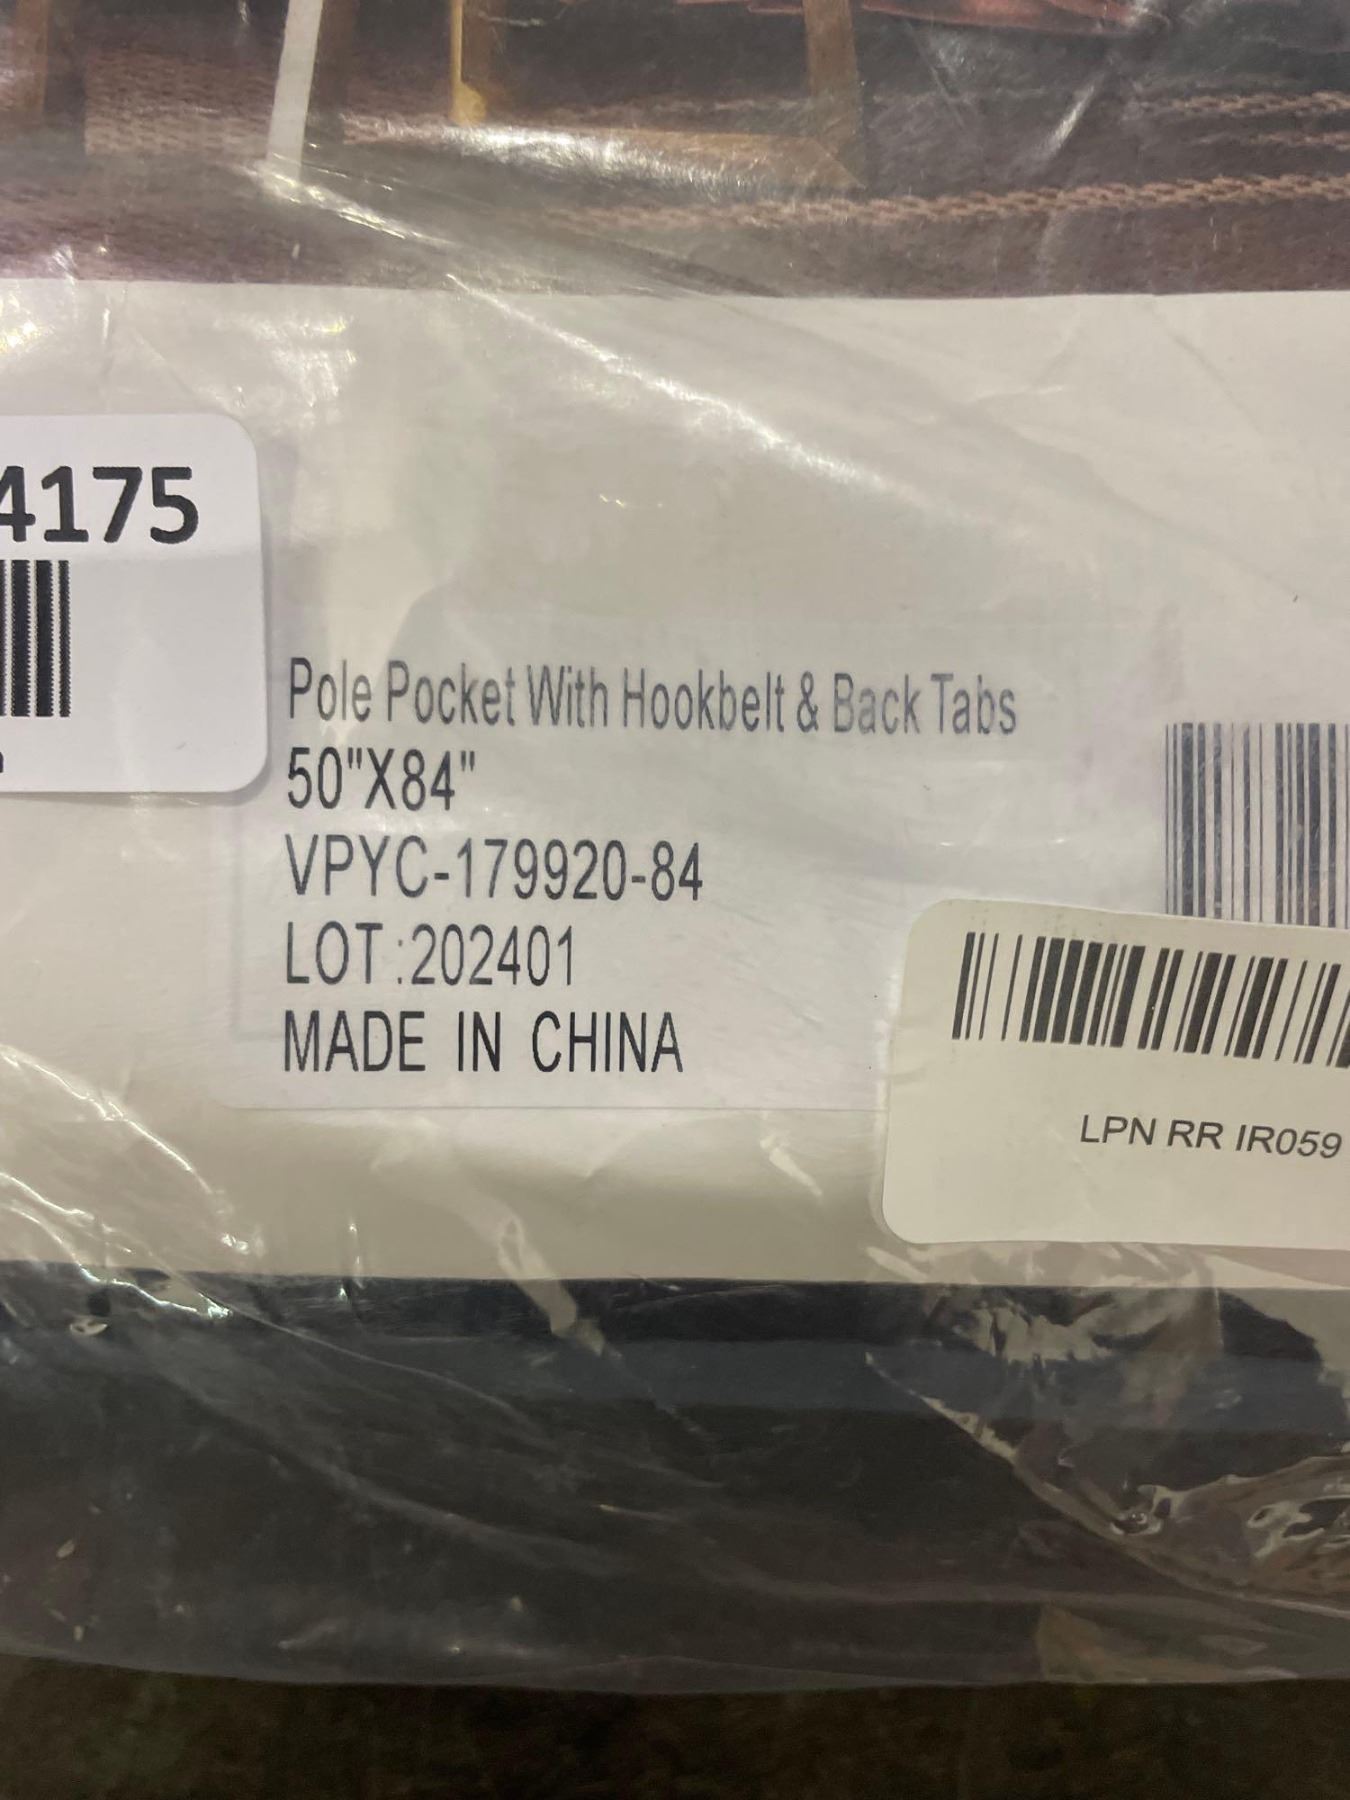 4175
Pole Pocket With Hookbelt & Back Tabs
50"X84"
VPYC-179920-84
LOT:202401
MADE IN CHINA
LPN RR IR059